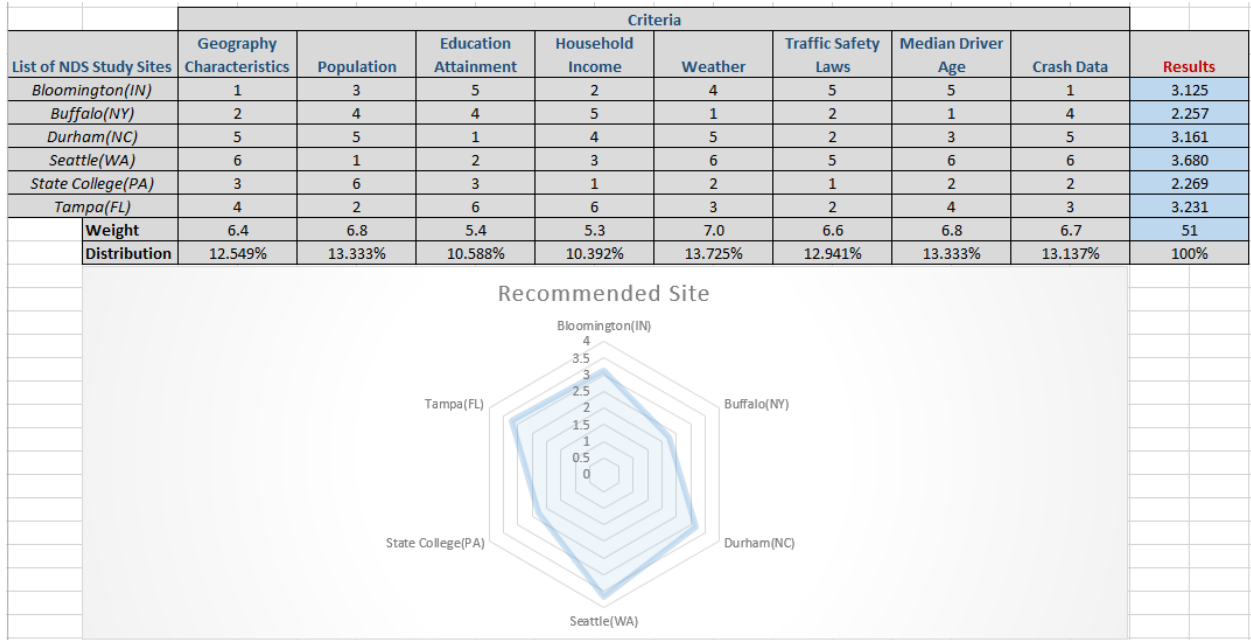 Criteria
List of NDS Study Sites Geography Characteristics Population Education Attainment Household Income Weather Traffic Safety Laws Median Driver Age Crash Data Results
Bloomington(IN) 1 3 5 2 4 5 5 1 3.125
Buffalo(NY) 2 4 4 5 1 2 1 4 2.257
Durham(NC) 5 5 1 4 5 2 3 5 3.161
Seattle(WA) 6 1 2 3 6 5 6 6 3.680
State College(PA) 3 6 3 1 2 1 2 2 2.269
Tampa(FL) 4 2 6 6 3 2 4 3 3.231
Weight 6.4 6.8 5.4 5.3 7.0 6.6 6.8 6.7 51
Distribution 12.549% 13.333% 10.588% 10.392% 13.725% 12.941% 13.333% 13.137% 100%
Recommended Site
Bloomington(IN)
4
3.5
3
2.5
Tampa(FL) 2 Buffalo(NY)
1.5
1
0.5
0
State College(PA) Durham(NC)
Seattle(WA)